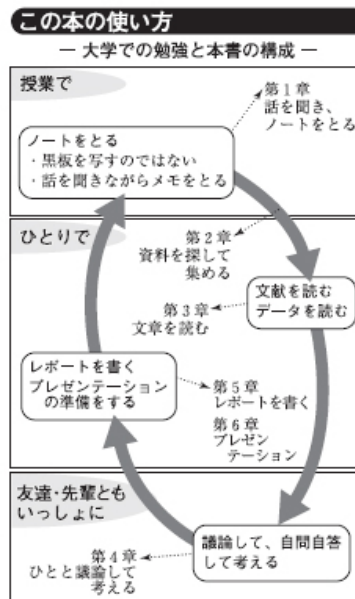 この本の使い方
― 大学での勉強と本書の構成 ―
授業で
第1章
話を聞き、
ノートをとる
ノートをとる
・黒板を写すのではない
・話を聞きながらメモをとる
ひとりで
第2章
資料を探して
集める
文献を読む
データを読む
第3章
文章を読む
レポートを書く
プレゼンテーション
の準備をする
第5章
レポートを書く
第6章
プレゼン
テーション
友達・先輩とも
いっしょに
議論して、自問自答
して考える
第4章
ひとと議論して
考える